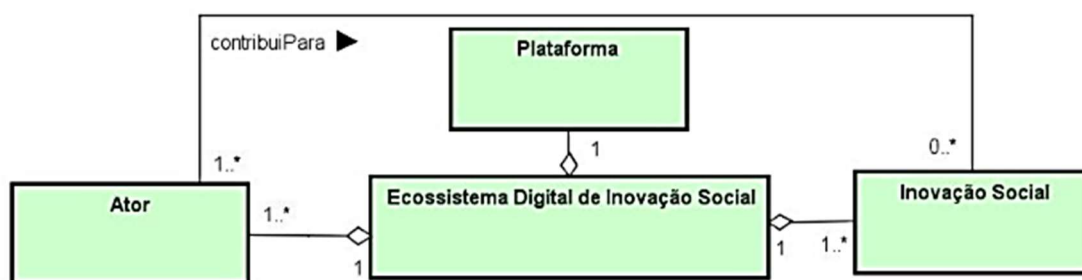 contribuiPara
Plataforma
1
1..*
0..*
Ator
1..*
1
Ecossistema Digital de Inovação Social
1
1..*
Inovação Social